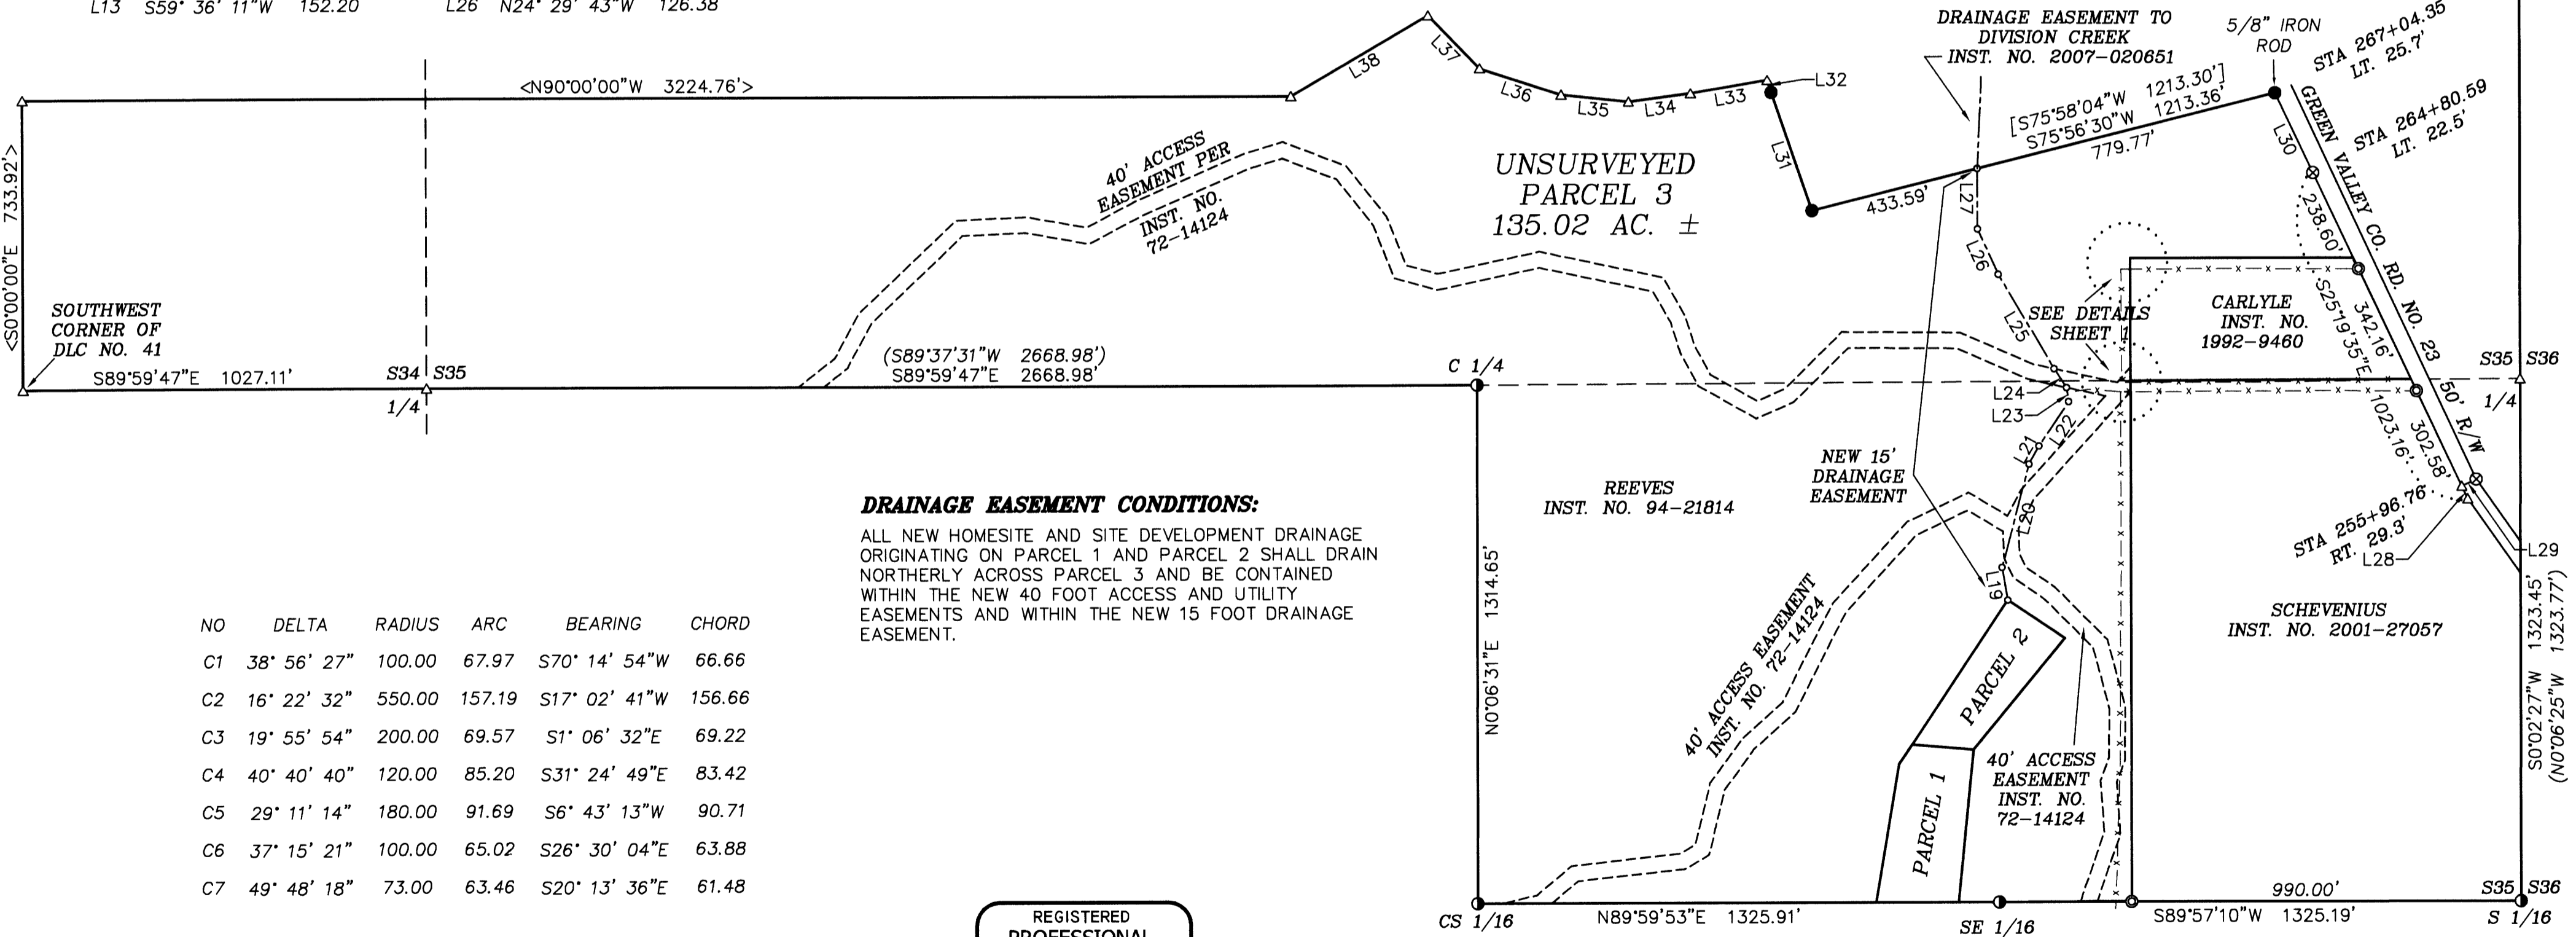 L13 S59° 36' 11"W 152.20
L26 N24° 29' 43"W 126.38
<N90°00'00"W 3224.76'>
<S0°00'00"E 733.92'>
SOUTHWEST
CORNER OF
DLC NO. 41
S89°59'47"E 1027.11'
S34
S35
1/4
(S89°37'31"W 2668.98')
S89°59'47"E 2668.98'
40' ACCESS
EASEMENT PER
INST. NO.
72-14124
L38
L37
L36
L35
L34
L33
L32
L31
UNSURVEYED
PARCEL 3
135.02 AC. ±
DRAINAGE EASEMENT TO
DIVISION CREEK
INST. NO. 2007-020651
5/8" IRON
ROD
STA 267+04.35
LT. 25.7'
STA 264+80.59
LT. 22.5'
[S75°58'04"W 1213.30']
S75°56'30"W 1213.36'
779.77'
433.59'
L30
L27
L26
L25
L24
L23
L22
L21
L20
L19
GREEN VALLEY CO. RD. NO. 23 50' R/W
238.60'
S25°19'35"E 1023.16'
342.16'
302.58'
SEE DETAILS
SHEET 1
CARLYLE
INST. NO.
1992-9460
S35
S36
1/4
C 1/4
NEW 15'
DRAINAGE
EASEMENT
REEVES
INST. NO. 94-21814
N0°06'31"E 1314.65'
STA 255+96.76
RT. 29.3'
L28
L29
SCHEVENIUS
INST. NO. 2001-27057
S0°02'27"W 1323.45'
(N0°06'25"W 1323.77')
40' ACCESS EASEMENT
INST. NO. 72-14124
PARCEL 2
PARCEL 1
40' ACCESS
EASEMENT
INST. NO.
72-14124
990.00'
S35
S36
CS 1/16
N89°59'53"E 1325.91'
SE 1/16
S89°57'10"W 1325.19'
S 1/16
DRAINAGE EASEMENT CONDITIONS:
ALL NEW HOMESITE AND SITE DEVELOPMENT DRAINAGE
ORIGINATING ON PARCEL 1 AND PARCEL 2 SHALL DRAIN
NORTHERLY ACROSS PARCEL 3 AND BE CONTAINED
WITHIN THE NEW 40 FOOT ACCESS AND UTILITY
EASEMENTS AND WITHIN THE NEW 15 FOOT DRAINAGE
EASEMENT.
NO DELTA RADIUS ARC BEARING CHORD
C1 38° 56' 27" 100.00 67.97 S70° 14' 54"W 66.66
C2 16° 22' 32" 550.00 157.19 S17° 02' 41"W 156.66
C3 19° 55' 54" 200.00 69.57 S1° 06' 32"E 69.22
C4 40° 40' 40" 120.00 85.20 S31° 24' 49"E 83.42
C5 29° 11' 14" 180.00 91.69 S6° 43' 13"W 90.71
C6 37° 15' 21" 100.00 65.02 S26° 30' 04"E 63.88
C7 49° 48' 18" 73.00 63.46 S20° 13' 36"E 61.48
REGISTERED
PROFESSIONAL